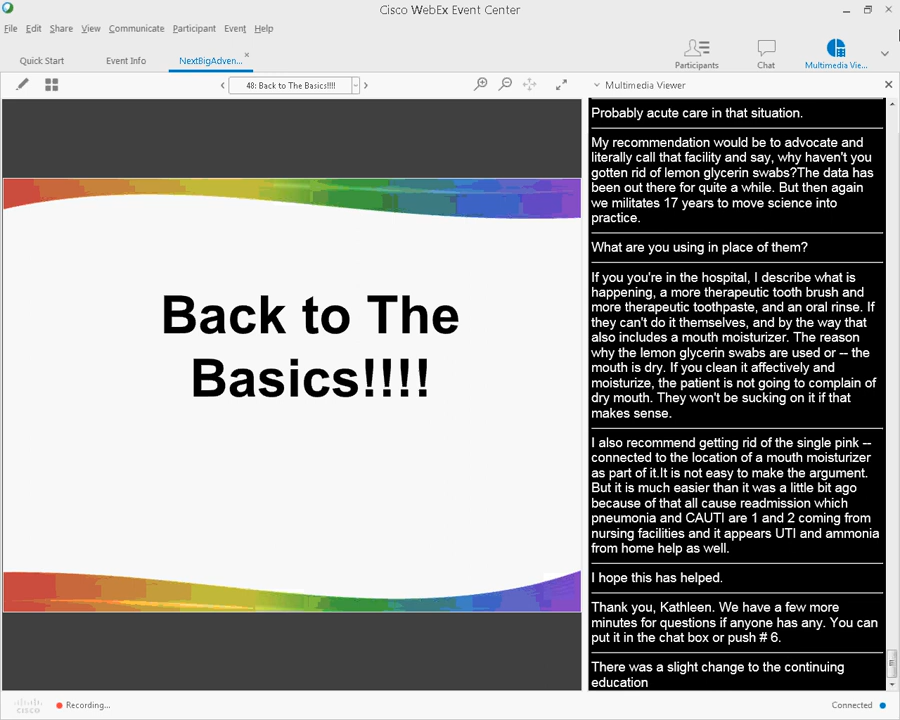 Cisco WebEx Event Center
File Edit Share View Communicate Participant Event Help
Quick Start Event Info NextBigAdven...
Participants Chat Multimedia Vie...
48: Back to The Basics!!!!
Multimedia Viewer
Back to The
Basics!!!!
Probably acute care in that situation.
My recommendation would be to advocate and
literally call that facility and say, why haven't you
gotten rid of lemon glycerin swabs?The data has
been out there for quite a while. But then again
we militates 17 years to move science into
practice.
What are you using in place of them?
If you you're in the hospital, I describe what is
happening, a more therapeutic tooth brush and
more therapeutic toothpaste, and an oral rinse. If
they can't do it themselves, and by the way that
also includes a mouth moisturizer. The reason
why the lemon glycerin swabs are used or -- the
mouth is dry. If you clean it affectively and
moisturize, the patient is not going to complain of
dry mouth. They won't be sucking on it if that
makes sense.
I also recommend getting rid of the single pink --
connected to the location of a mouth moisturizer
as part of it.It is not easy to make the argument.
But it is much easier than it was a little bit ago
because of that all cause readmission which
pneumonia and CAUTI are 1 and 2 coming from
nursing facilities and it appears UTI and ammonia
from home help as well.
I hope this has helped.
Thank you, Kathleen. We have a few more
minutes for questions if anyone has any. You can
put it in the chat box or push # 6.
There was a slight change to the continuing
education
cisco Recording... Connected